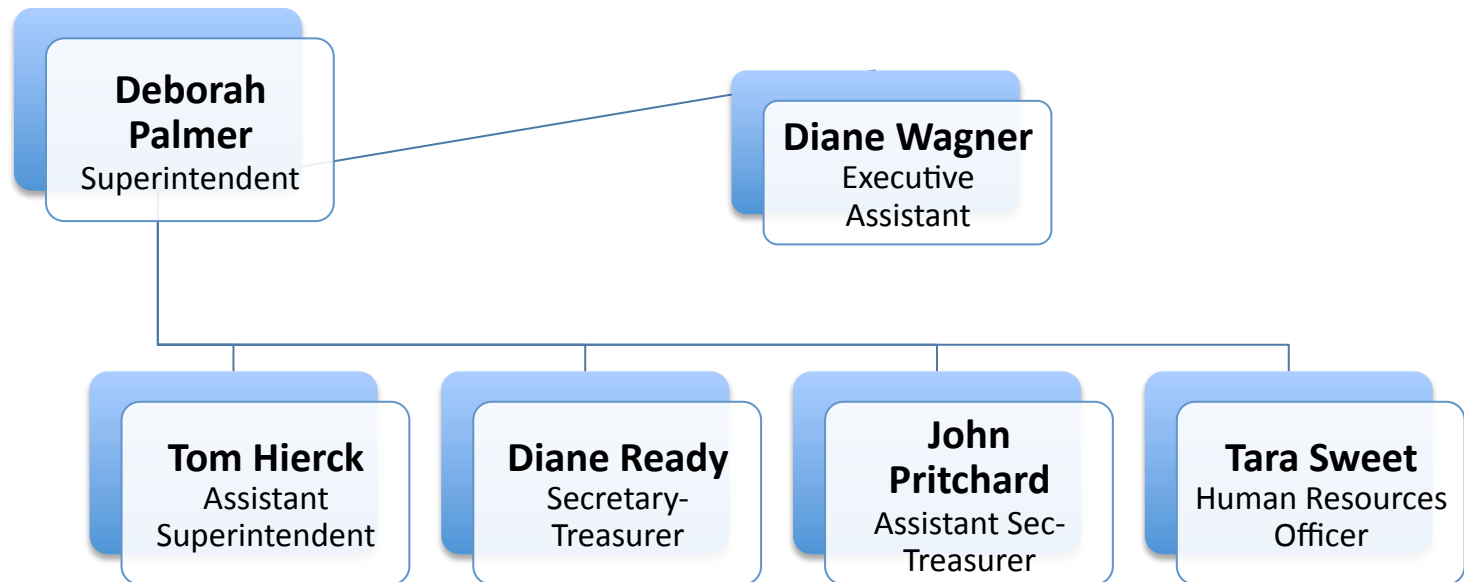 Deborah
Palmer
Superintendent
Diane Wagner
Executive
Assistant
Tom Hierck
Assistant
Superintendent
Diane Ready
Secretary-
Treasurer
John
Pritchard
Assistant Sec-
Treasurer
Tara Sweet
Human Resources
Officer